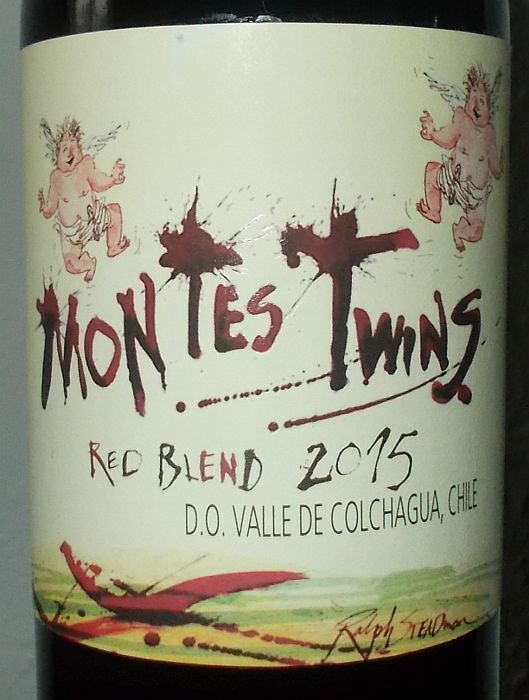 MONTES TWINS
RED BLEND 2015
D.O. VALLE DE COLCHAGUA, CHILE
Ralph STEADman